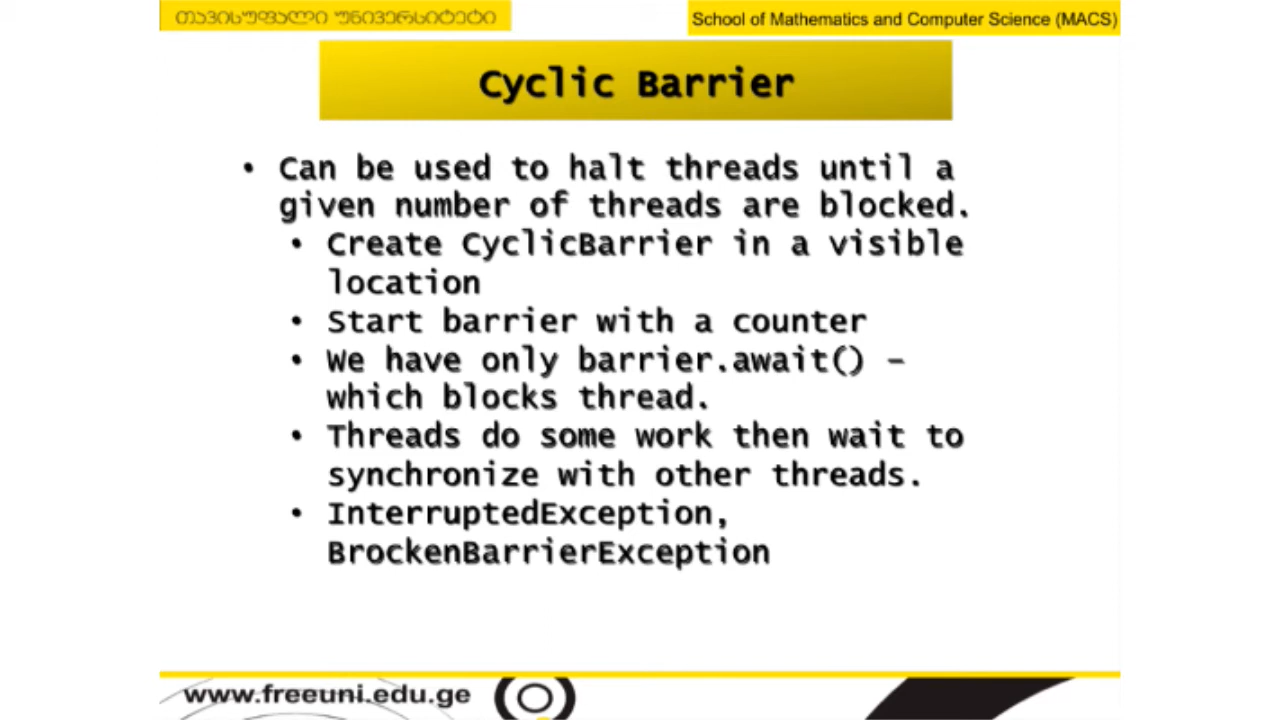 თავისუფალი უნივერსიტეტი
School of Mathematics and Computer Science (MACS)
Cyclic Barrier
• Can be used to halt threads until a
given number of threads are blocked.
• Create CyclicBarrier in a visible
location
• Start barrier with a counter
• We have only barrier.await() –
which blocks thread.
• Threads do some work then wait to
synchronize with other threads.
• InterruptedException,
BrockenBarrierException
www.freeuni.edu.ge